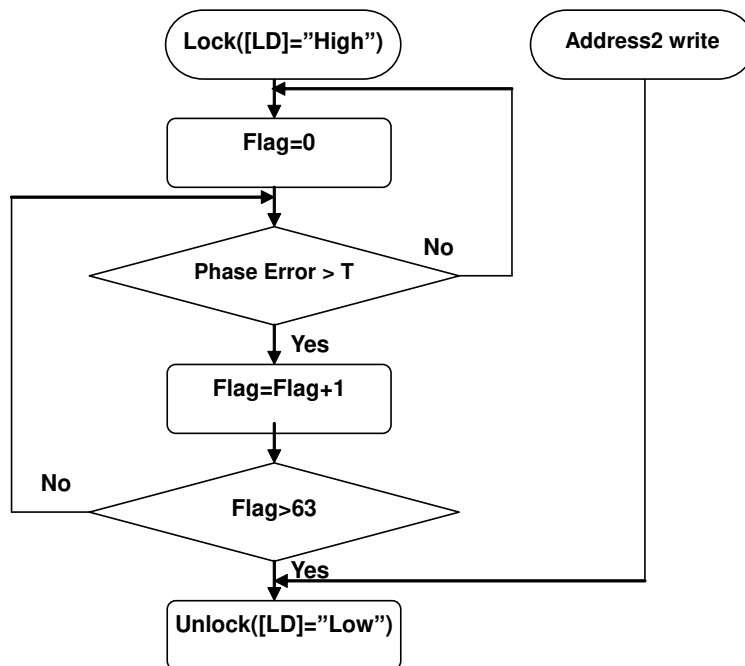 Lock([LD]=”High”)
Address2 write
Flag=0
No
Phase Error > T
Yes
Flag=Flag+1
No
Flag>63
Yes
Unlock([LD]=”Low”)